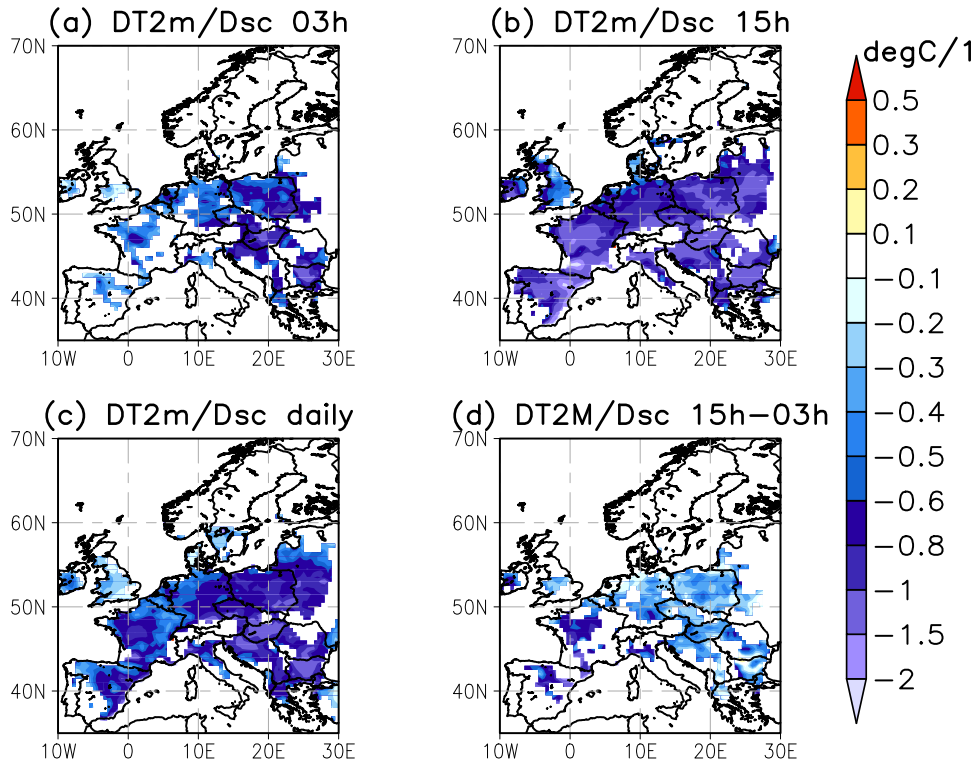 (a) DT2m/Dsc 03h
(b) DT2m/Dsc 15h
degC/1
70N
60N
50N
40N
10W 0 10E 20E 30E
70N
60N
50N
40N
10W 0 10E 20E 30E
0.5
0.3
0.2
0.1
−0.1
−0.2
−0.3
−0.4
−0.5
−0.6
−0.8
−1
−1.5
−2
(c) DT2m/Dsc daily
(d) DT2M/Dsc 15h−03h
70N
60N
50N
40N
10W 0 10E 20E 30E
70N
60N
50N
40N
10W 0 10E 20E 30E